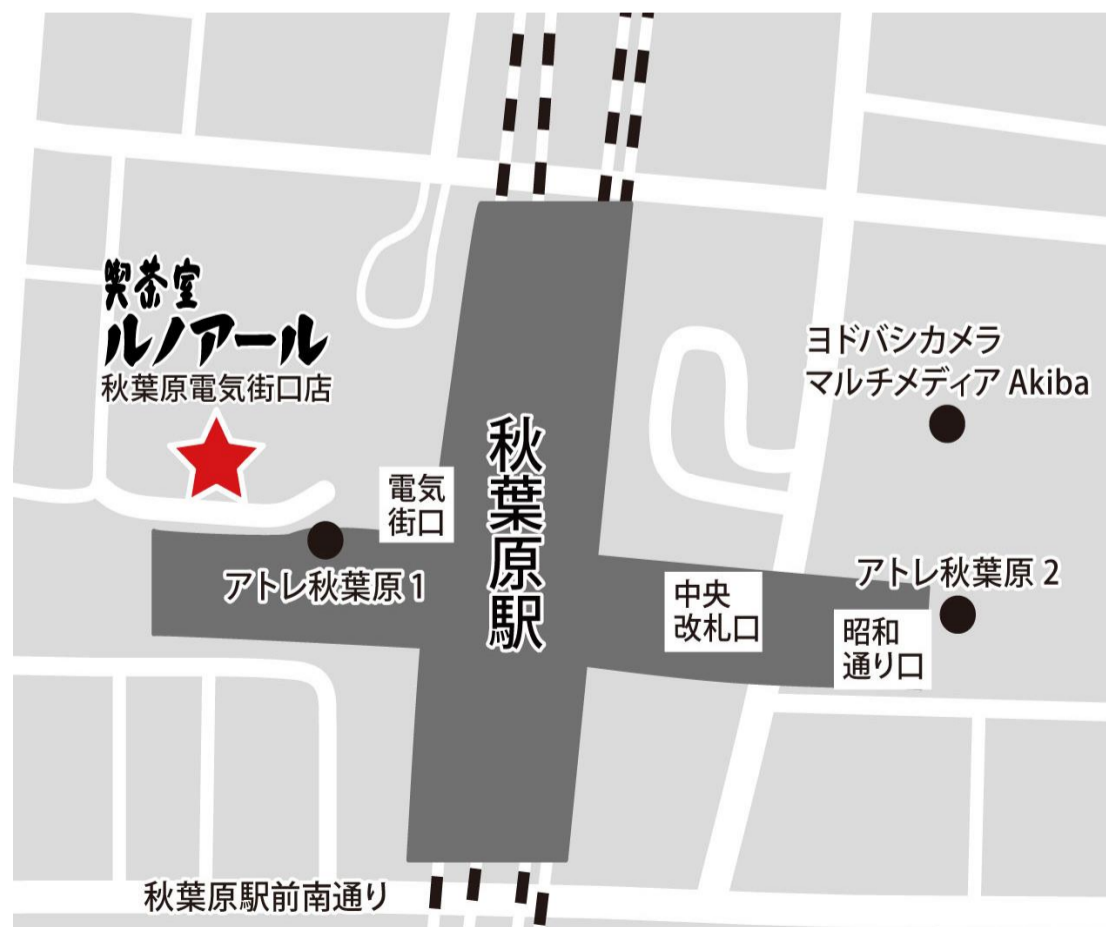 喫茶室
ルノアール
秋葉原電気街口店
ヨドバシカメラ
マルチメディア Akiba
電気
街口
秋葉原駅
アトレ秋葉原1
中央
改札口
アトレ秋葉原2
昭和
通り口
秋葉原駅前南通り